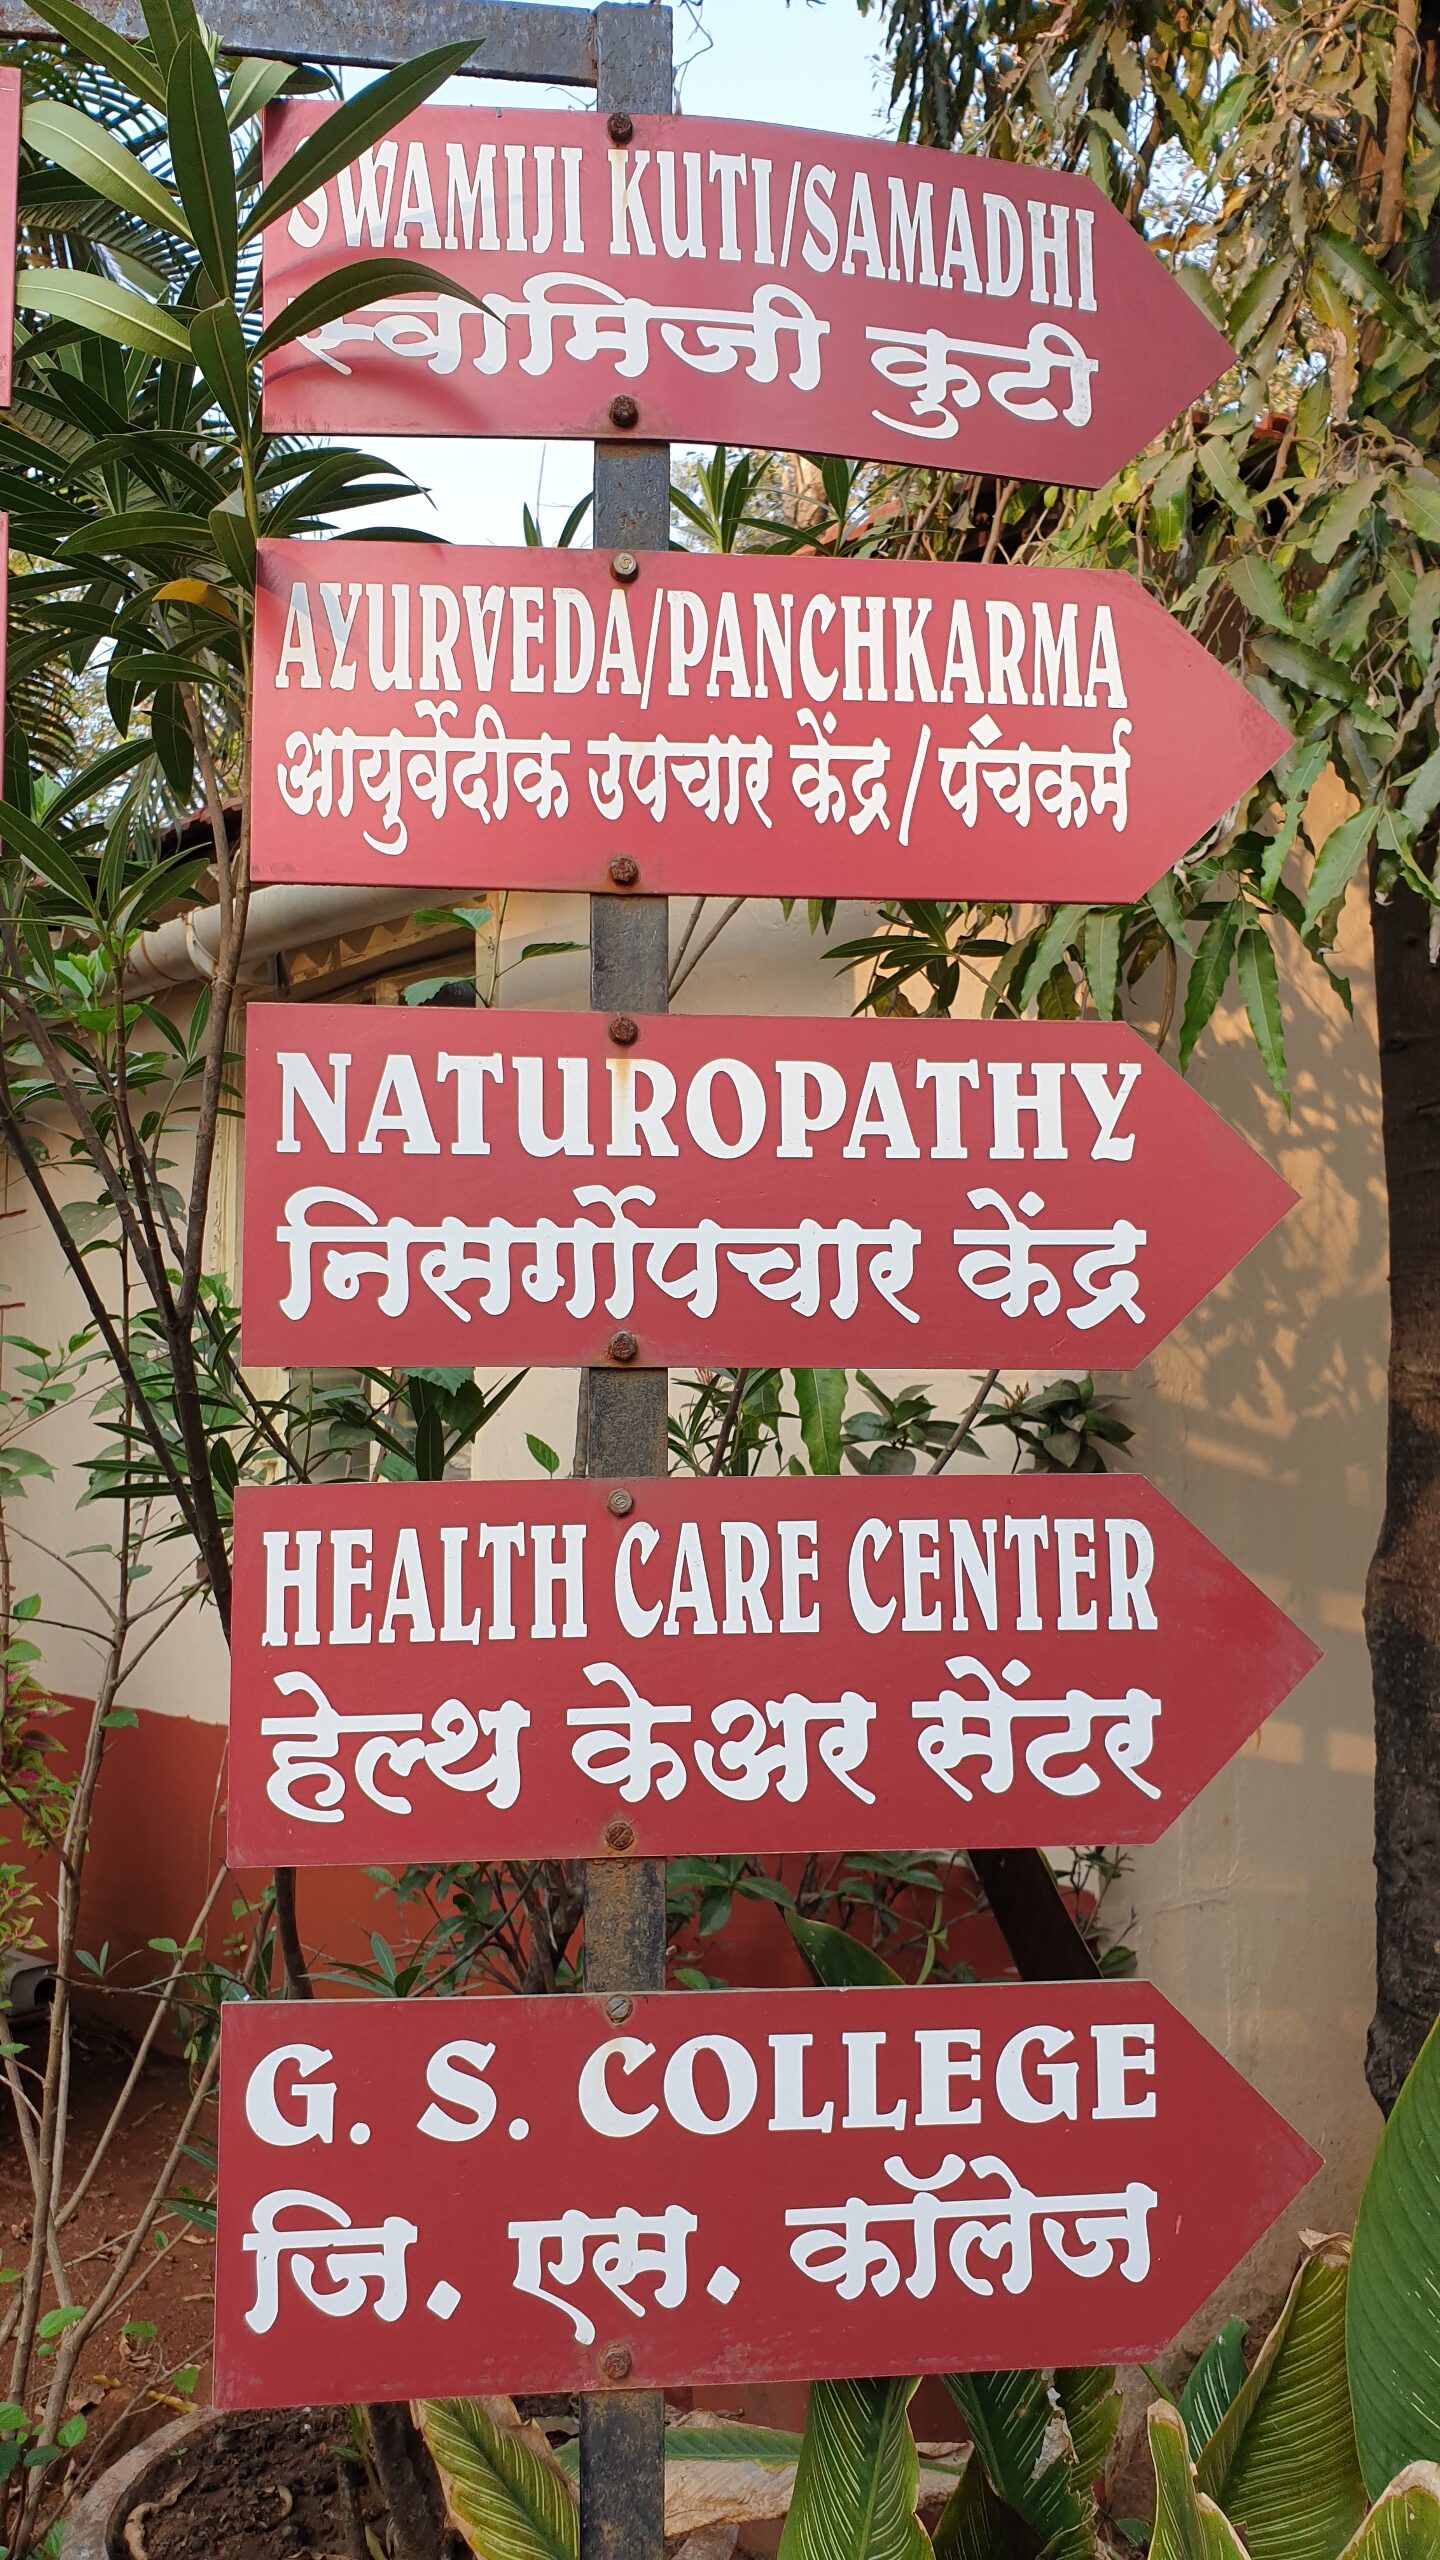 SWAMIJI KUTI/SAMADHI
स्वामिजी कुटी
AYURVEDA/PANCHKARMA
आयुर्वेदीक उपचार केंद्र/पंचकर्म
NATUROPATHY
निसर्गोपचार केंद्र
HEALTH CARE CENTER
हेल्थ केअर सेंटर
G. S. COLLEGE
जि. एस. कॉलेज